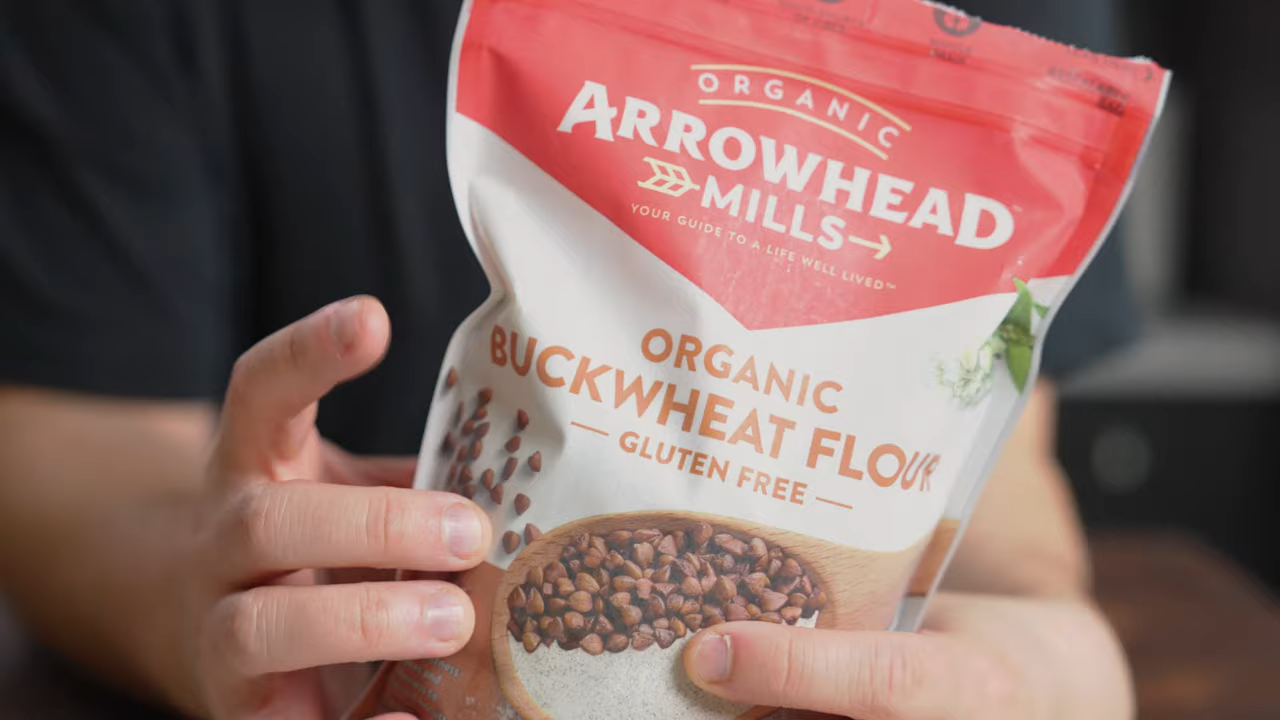 ORGANIC
ARROWHEAD
MILLS
YOUR GUIDE TO A LIFE WELL LIVED™
ORGANIC
BUCKWHEAT FLOUR
GLUTEN FREE